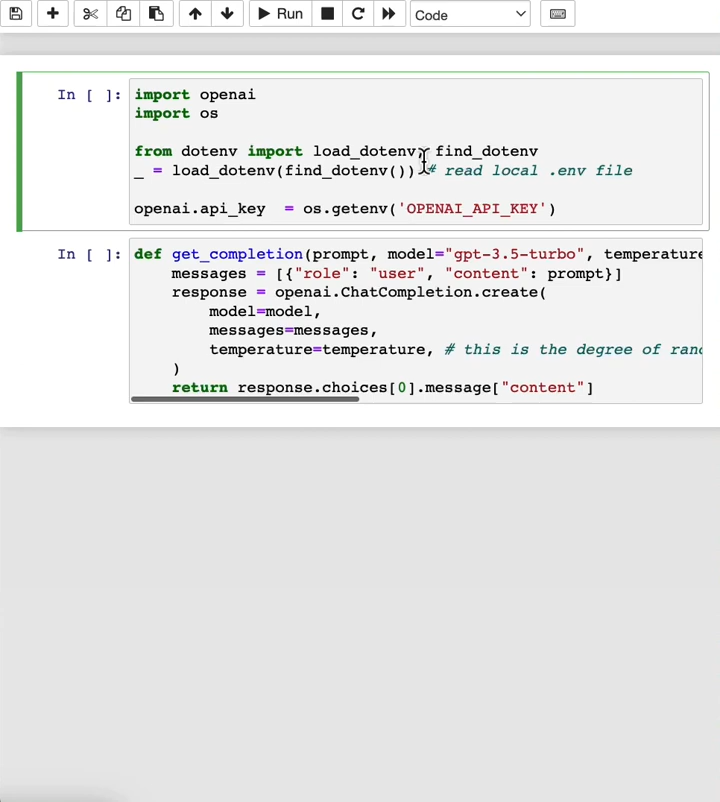 Run
Code
In [ ]:
import openai
import os
from dotenv import load_dotenv, find_dotenv
_ = load_dotenv(find_dotenv()) # read local .env file
openai.api_key  = os.getenv('OPENAI_API_KEY')
In [ ]:
def get_completion(prompt, model="gpt-3.5-turbo", temperature
    messages = [{"role": "user", "content": prompt}]
    response = openai.ChatCompletion.create(
        model=model,
        messages=messages,
        temperature=temperature, # this is the degree of
    )
    return response.choices[0].message["content"]